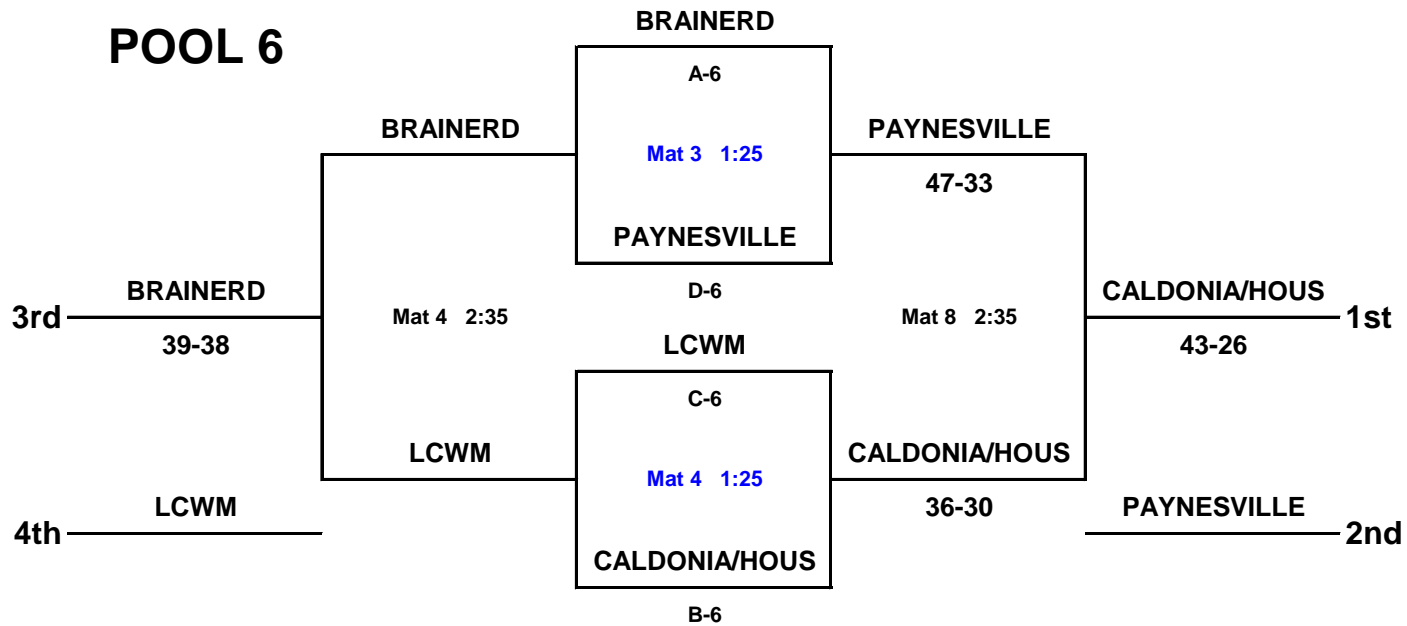 BRAINERD
POOL 6
A-6
BRAINERD
Mat 3 1:25
PAYNESVILLE
47-33
PAYNESVILLE
D-6
BRAINERD
CALDONIA/HOUS
3rd
Mat 4 2:35
Mat 8 2:35
1st
39-38
LCWM
43-26
C-6
LCWM
Mat 4 1:25
CALDONIA/HOUS
36-30
LCWM
PAYNESVILLE
4th
2nd
CALDONIA/HOUS
B-6